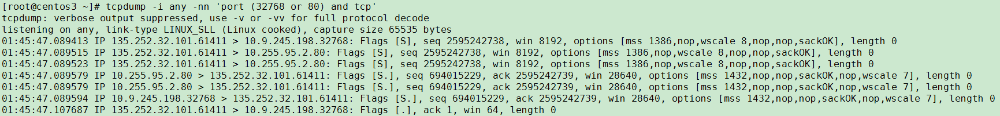 [root@centos3 ~]# tcpdump -i any -nn 'port (32768 or 80) and tcp'
tcpdump: verbose output suppressed, use -v or -vv for full protocol decode
listening on any, link-type LINUX_SLL (Linux cooked), capture size 65535 bytes
01:45:47.089413 IP 135.252.32.101.61411 > 10.9.245.198.32768: Flags [S], seq 2595242738, win 8192, options [mss 1386,nop,wscale 8,nop,nop,sackOK], length 0
01:45:47.089515 IP 135.252.32.101.61411 > 10.255.95.2.80: Flags [S], seq 2595242738, win 8192, options [mss 1386,nop,wscale 8,nop,nop,sackOK], length 0
01:45:47.089523 IP 135.252.32.101.61411 > 10.255.95.2.80: Flags [S], seq 2595242738, win 8192, options [mss 1386,nop,wscale 8,nop,nop,sackOK], length 0
01:45:47.089579 IP 10.255.95.2.80 > 135.252.32.101.61411: Flags [S.], seq 694015229, ack 2595242739, win 28640, options [mss 1432,nop,nop,sackOK,nop,wscale 7], length 0
01:45:47.089579 IP 10.255.95.2.80 > 135.252.32.101.61411: Flags [S.], seq 694015229, ack 2595242739, win 28640, options [mss 1432,nop,nop,sackOK,nop,wscale 7], length 0
01:45:47.089594 IP 10.9.245.198.32768 > 135.252.32.101.61411: Flags [S.], seq 694015229, ack 2595242739, win 28640, options [mss 1432,nop,nop,sackOK,nop,wscale 7], length 0
01:45:47.107687 IP 135.252.32.101.61411 > 10.9.245.198.32768: Flags [.], ack 1, win 64, length 0